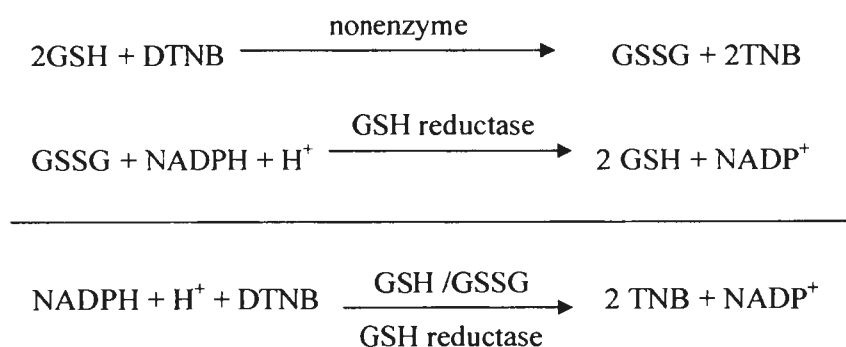 nonenzyme
2GSH + DTNB GSSG + 2TNB
GSH reductase
GSSG + NADPH + H⁺ 2 GSH + NADP⁺
GSH /GSSG
NADPH + H⁺ + DTNB 2 TNB + NADP⁺
GSH reductase